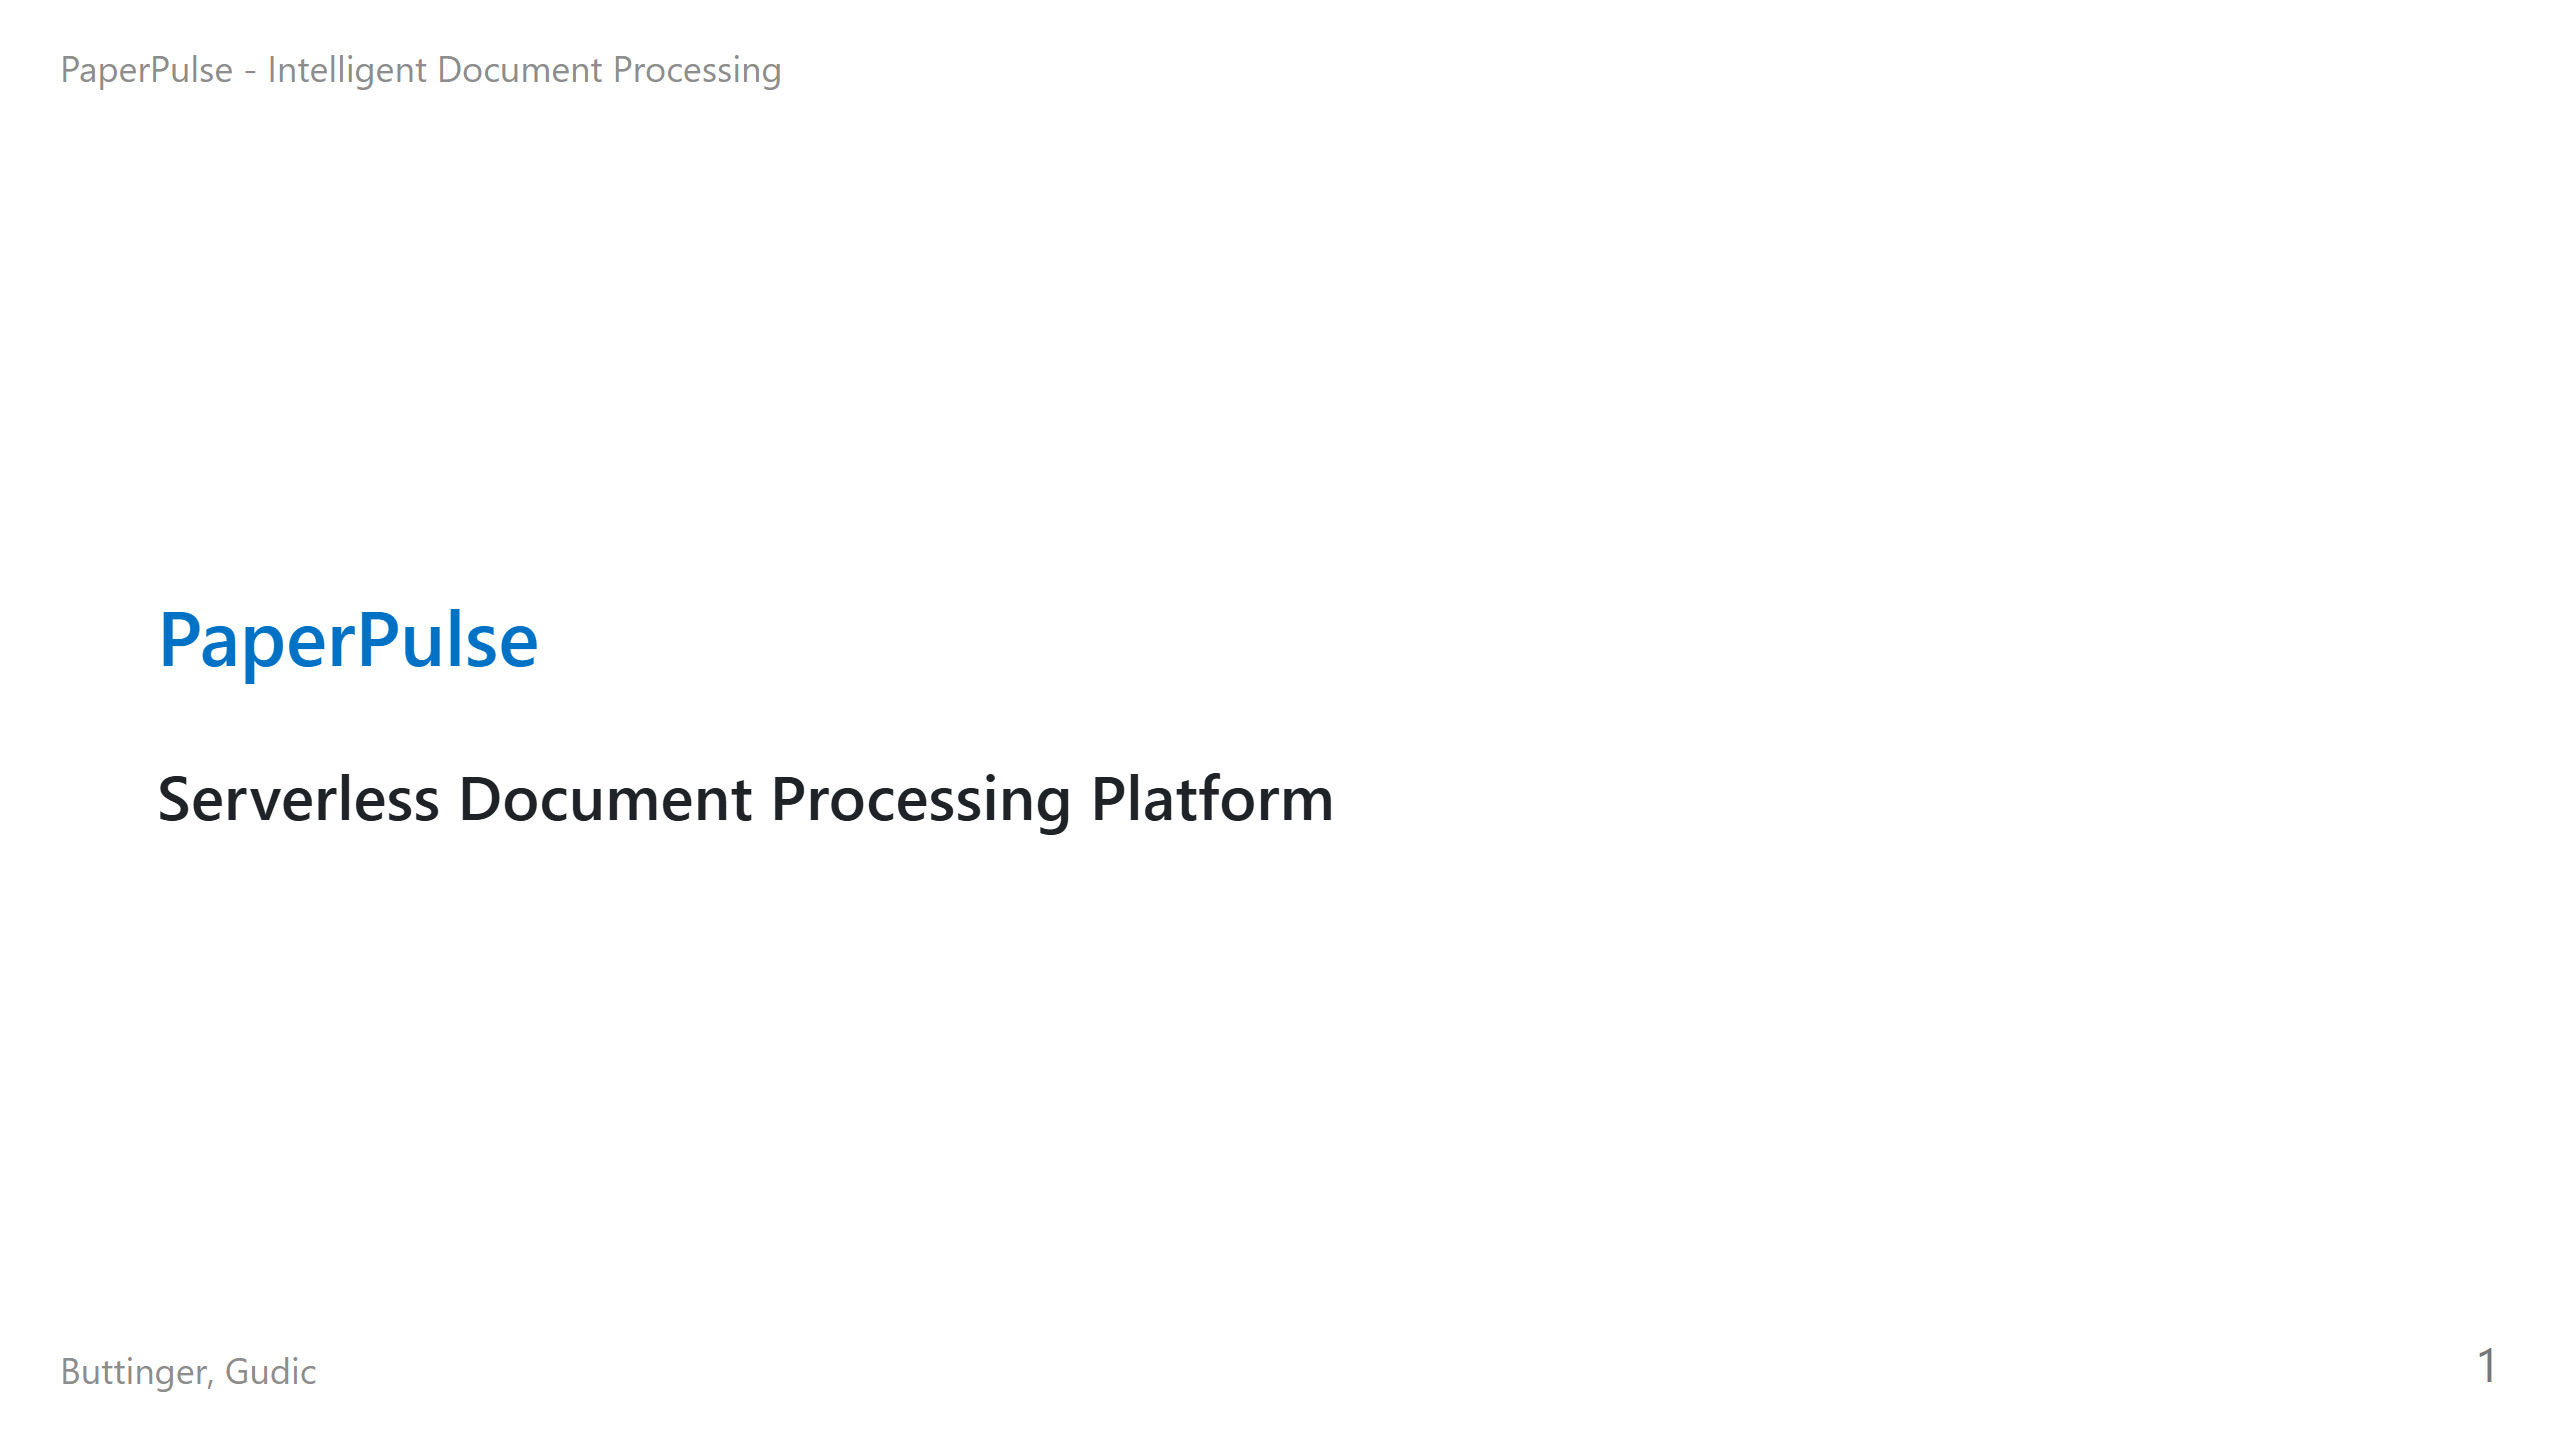 PaperPulse - Intelligent Document Processing
PaperPulse
Serverless Document Processing Platform
Buttinger, Gudic
1